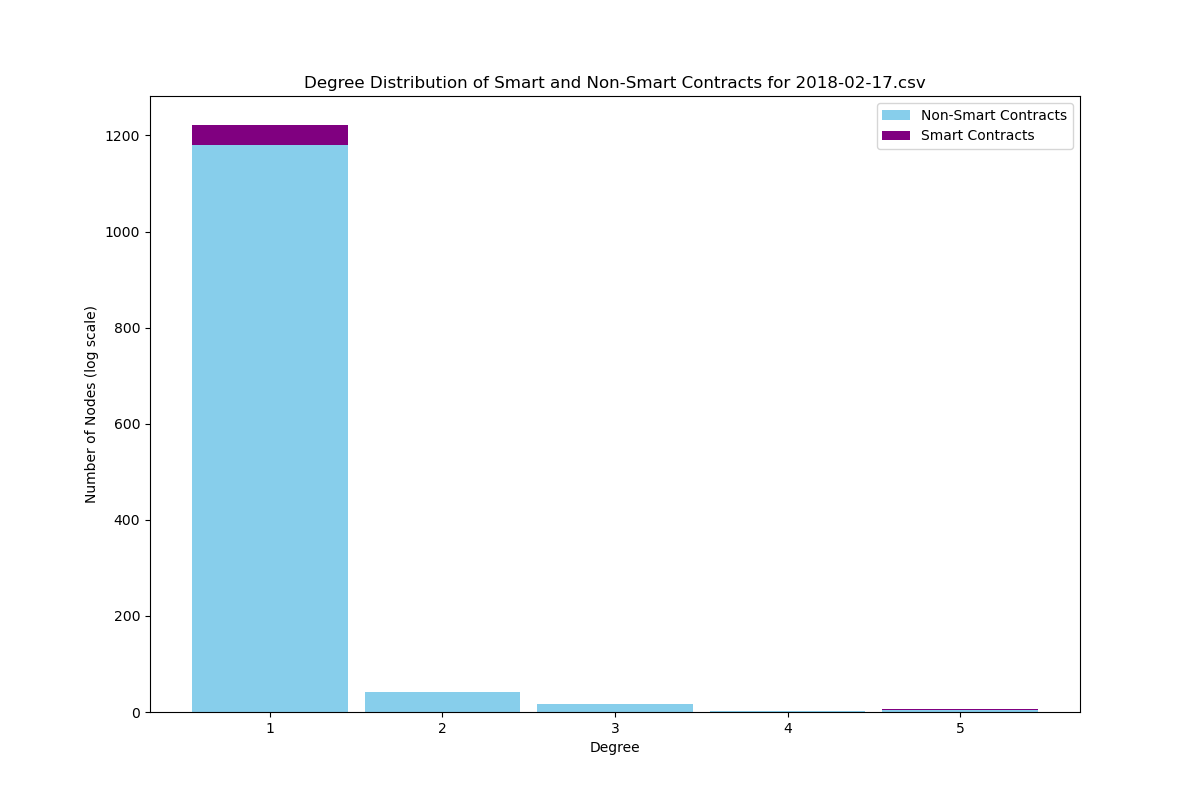 Degree Distribution of Smart and Non-Smart Contracts for 2018-02-17.csv
Non-Smart Contracts
Smart Contracts
Number of Nodes (log scale)
1200
1000
800
600
400
200
0
1 2 3 4 5
Degree